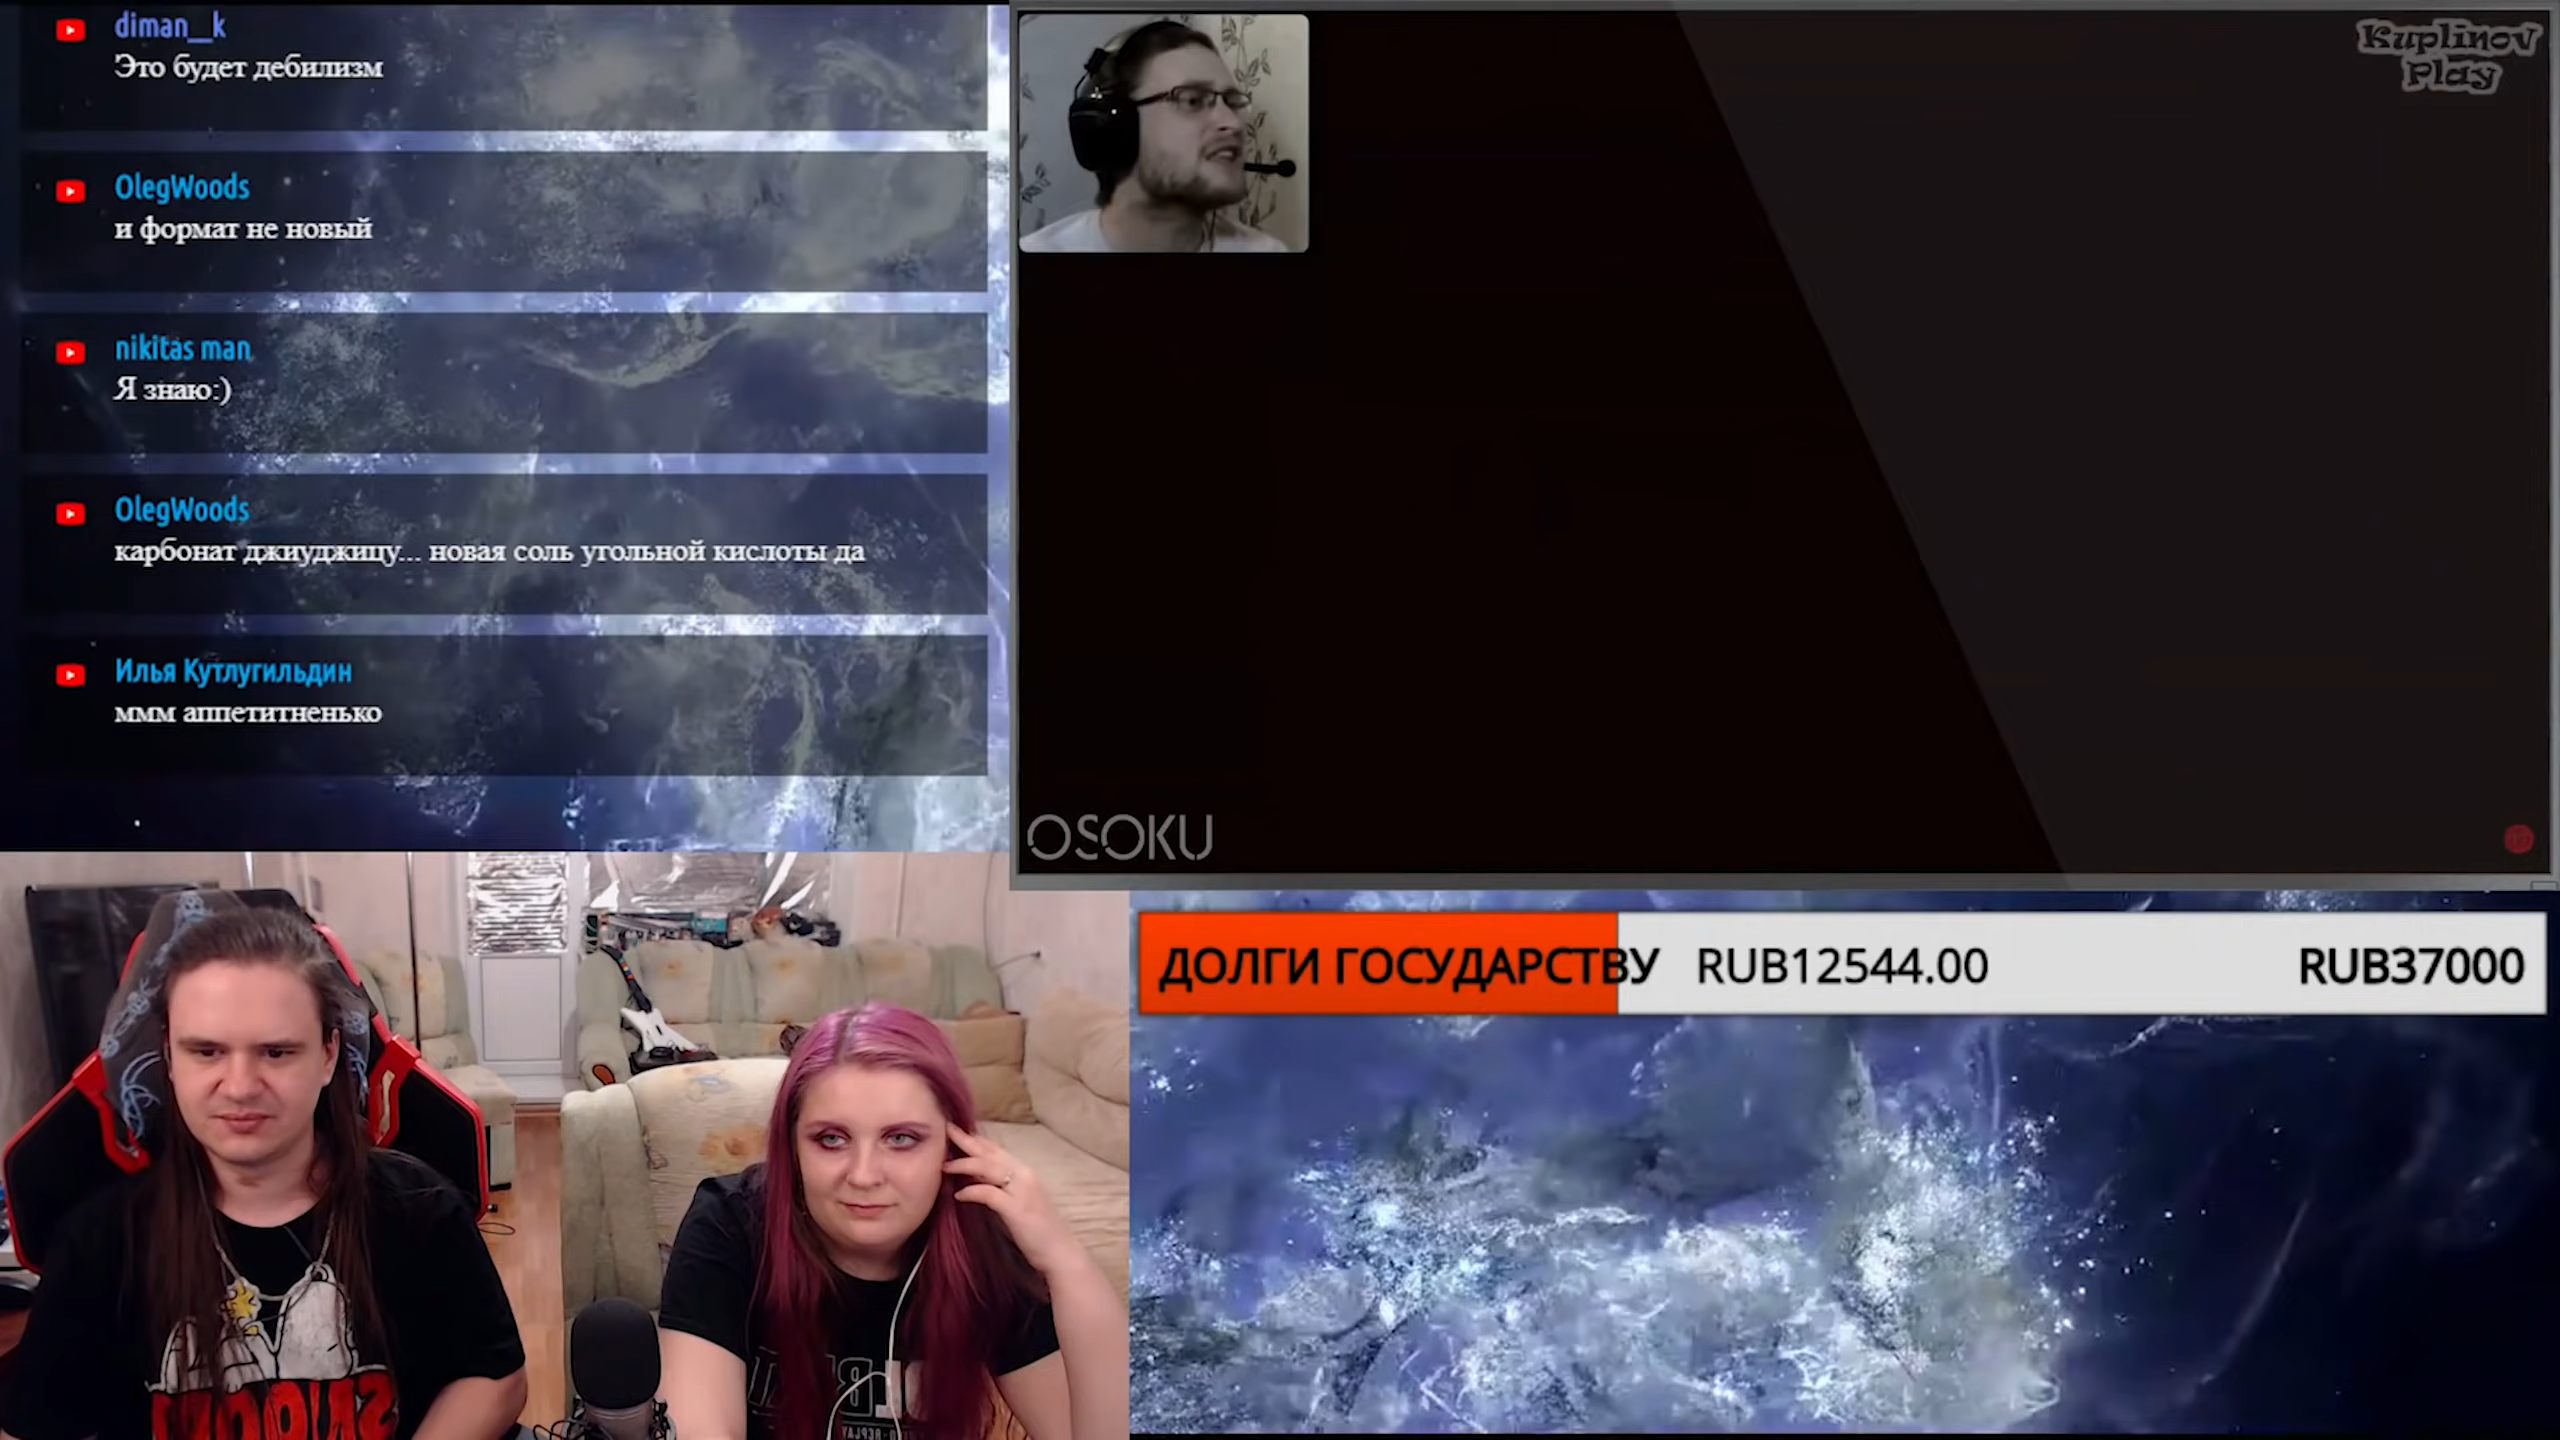 diman__k
Это будет дебилизм
OlegWoods
и формат не новый
nikitas man
Я знаю:)
OlegWoods
карбонат джиуджицу... новая соль угольной кислоты да
Илья Кутлугильдин
ммм аппетитненько
Kuplinov
Play
OSOKU
ДОЛГИ ГОСУДАРСТВУ RUB12544.00 RUB37000